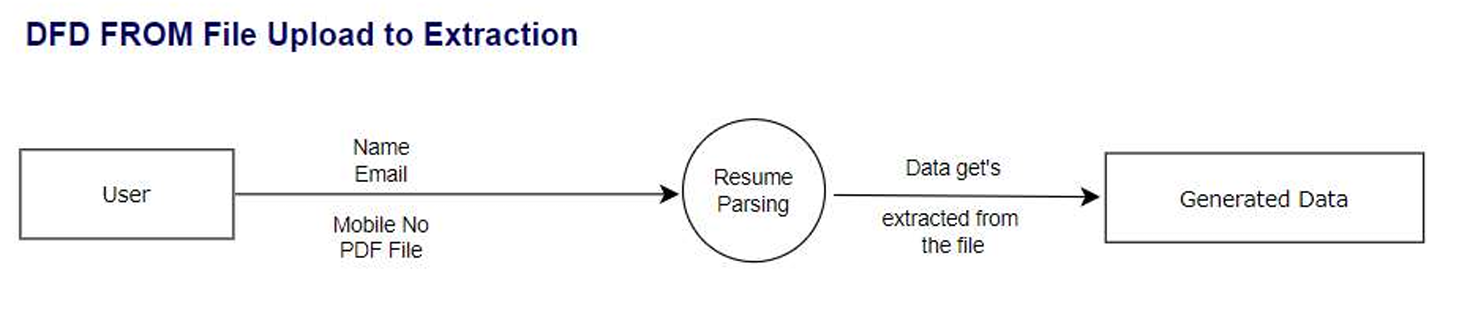 DFD FROM File Upload to Extraction
User
Name
Email
Mobile No
PDF File
Resume
Parsing
Data get's
extracted from
the file
Generated Data